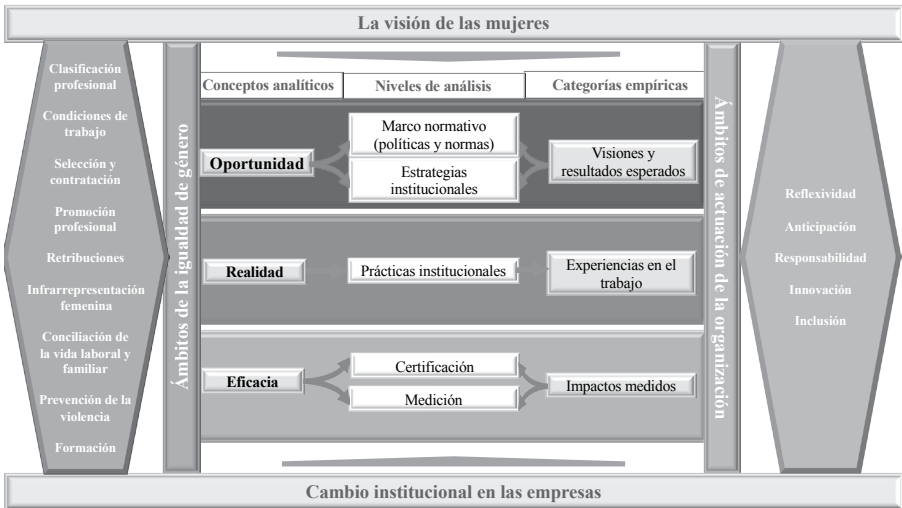 La visión de las mujeres
Clasificación
profesional
Condiciones de
trabajo
Selección y
contratación
Promoción
profesional
Retribuciones
Infrarrepresentación
femenina
Conciliación de
la vida laboral y
familiar
Prevención de la
violencia
Formación
Ámbitos de la igualdad de género
Conceptos analíticos
Niveles de análisis
Categorías empíricas
Oportunidad
Marco normativo
(políticas y normas)
Estrategias
institucionales
Visiones y
resultados esperados
Realidad
Prácticas institucionales
Experiencias en el
trabajo
Eficacia
Certificación
Medición
Impactos medidos
Ámbitos de actuación de la organización
Reflexividad
Anticipación
Responsabilidad
Innovación
Inclusión
Cambio institucional en las empresas